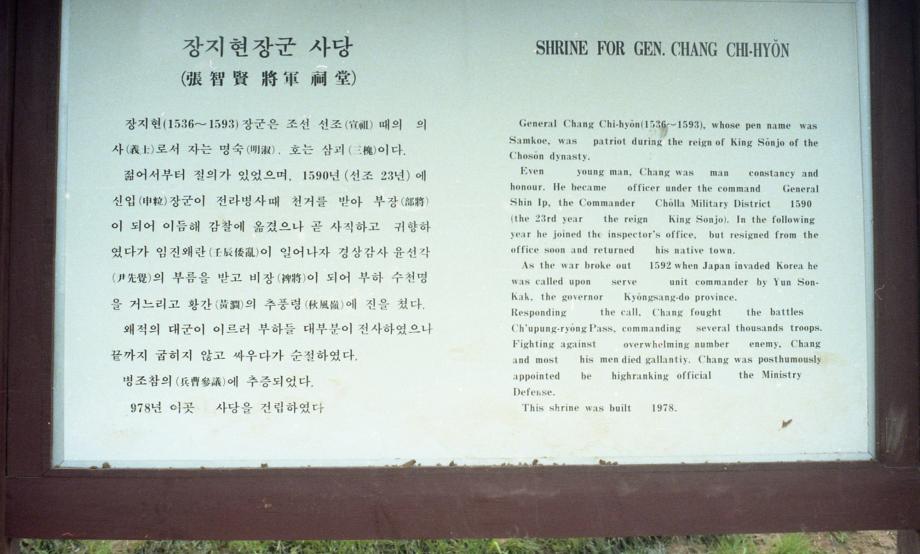 장지현장군 사당
(張智賢 將軍 祠堂)
장지현(1536~1593)장군은 조선 선조(宣祖) 때의 의
사(義士)로서 자는 명숙(明淑). 호는 삼괴(三槐)이다.
젊어서부터 절의가 있었으며, 1590년(선조 23년) 에
신입(申粒)장군이 전라병사때 천거를 받아 부장(部將)
이 되어 이듬해 감찰에 옮겼으나 곧 사직하고 귀향하
였다가 임진왜란(壬辰倭亂)이 일어나자 경상감사 윤선각
(尹先覺)의 부름을 받고 비장(裨將)이 되어 부하 수천명
을 거느리고 황간(黃澗)의 추풍령(秋風嶺)에 진을 쳤다.
왜적의 대군이 이르러 부하들 대부분이 전사하였으나
끝까지 굽히지 않고 싸우다가 순절하였다.
병조참의(兵曹參議)에 추증되었다.
978년 이곳 사당을 건립하였다
SHRINE FOR GEN. CHANG CHI-HYŎN
General Chang Chi-hyŏn(1536~1593), whose pen name was
Samkoe, was patriot during the reign of King Sŏnjo of the
Chosŏn dynasty.
Even young man, Chang was man constancy and
honour. He became officer under the command General
Shin Ip, the Commander Chŏlla Military District 1590
(the 23rd year the reign King Sonjo). In the following
year he joined the inspector's office, but resigned from the
office soon and returned his native town.
As the war broke out 1592 when Japan invaded Korea he
was called upon serve unit commander by Yun Son-
Kak, the governor Kyŏngsang-do province.
Responding the call, Chang fought the battles
Ch'upung-ryŏng Pass, commanding several thousands troops.
Fighting against overwhelming number enemy, Chang
and most his men died gallantiy. Chang was posthumously
appointed be highranking official the Ministry
Defense.
This shrine was built 1978.